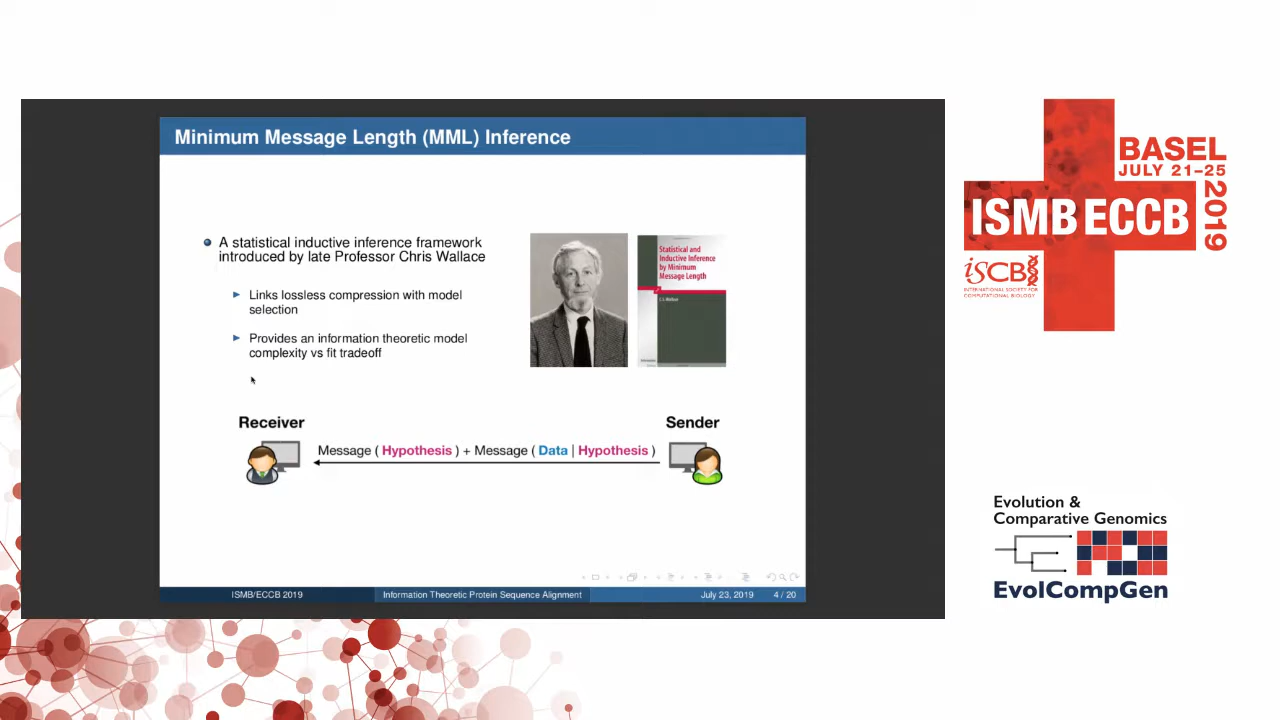 Minimum Message Length (MML) Inference
A statistical inductive inference framework
introduced by late Professor Chris Wallace
Links lossless compression with model
selection
Provides an information theoretic model
complexity vs fit tradeoff
Statistical and
Inductive Inference
by Minimum
Message Length
Receiver
Sender
Message ( Hypothesis ) + Message ( Data | Hypothesis )
ISMB/ECCB 2019
Information Theoretic Protein Sequence Alignment
July 23, 2019
4 / 20
BASEL
JULY 21–25
2019
ISMB ECCB
iSCB
INTERNATIONAL SOCIETY FOR
COMPUTATIONAL BIOLOGY
Evolution &
Comparative Genomics
EvolCompGen